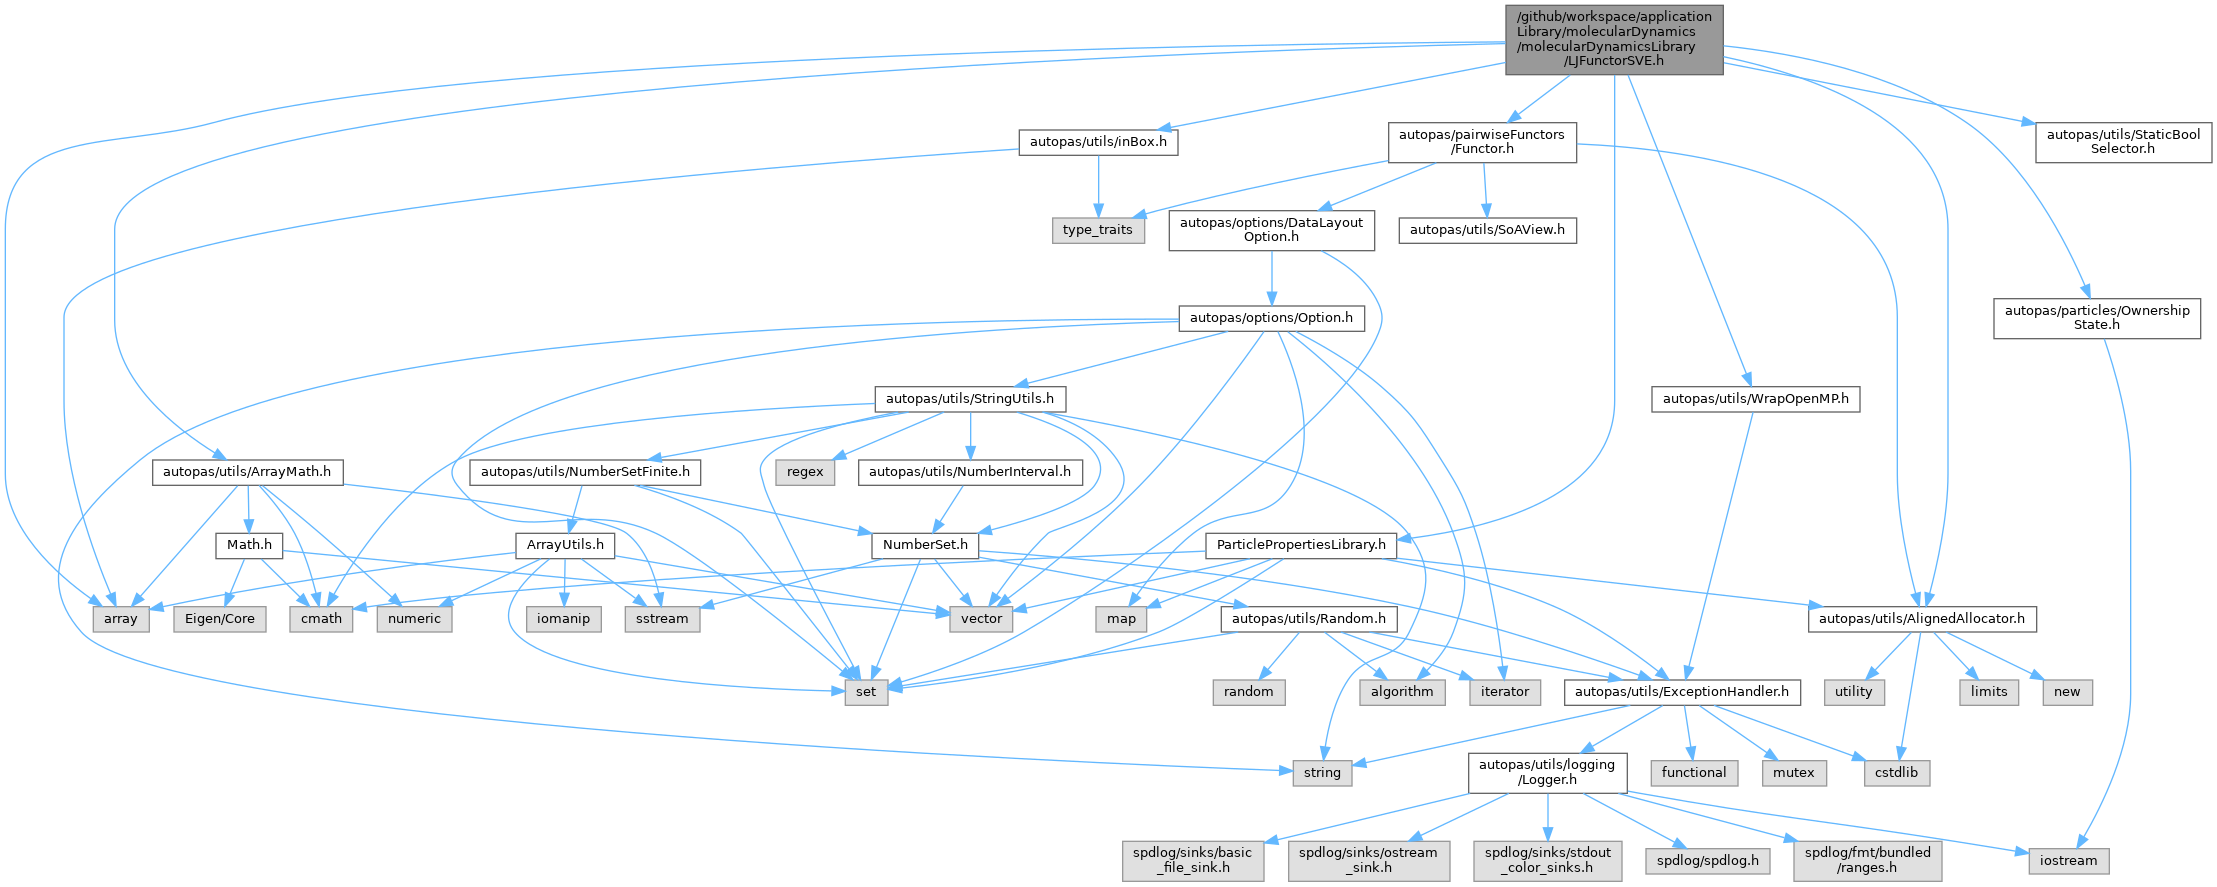 /github/workspace/application
Library/molecularDynamics
/molecularDynamicsLibrary
/LJFunctorSVE.h
autopas/utils/inBox.h
autopas/pairwiseFunctors
/Functor.h
autopas/utils/StaticBool
Selector.h
type_traits
autopas/options/DataLayout
Option.h
autopas/utils/SoAView.h
autopas/options/Option.h
autopas/particles/Ownership
State.h
autopas/utils/StringUtils.h
autopas/utils/WrapOpenMP.h
autopas/utils/ArrayMath.h
autopas/utils/NumberSetFinite.h
regex
autopas/utils/NumberInterval.h
Math.h
ArrayUtils.h
NumberSet.h
ParticlePropertiesLibrary.h
array
Eigen/Core
cmath
numeric
iomanip
sstream
vector
map
autopas/utils/Random.h
autopas/utils/AlignedAllocator.h
set
random
algorithm
iterator
autopas/utils/ExceptionHandler.h
utility
limits
new
string
autopas/utils/logging
/Logger.h
functional
mutex
cstdlib
spdlog/sinks/basic
_file_sink.h
spdlog/sinks/ostream
_sink.h
spdlog/sinks/stdout
_color_sinks.h
spdlog/spdlog.h
spdlog/fmt/bundled
/ranges.h
iostream